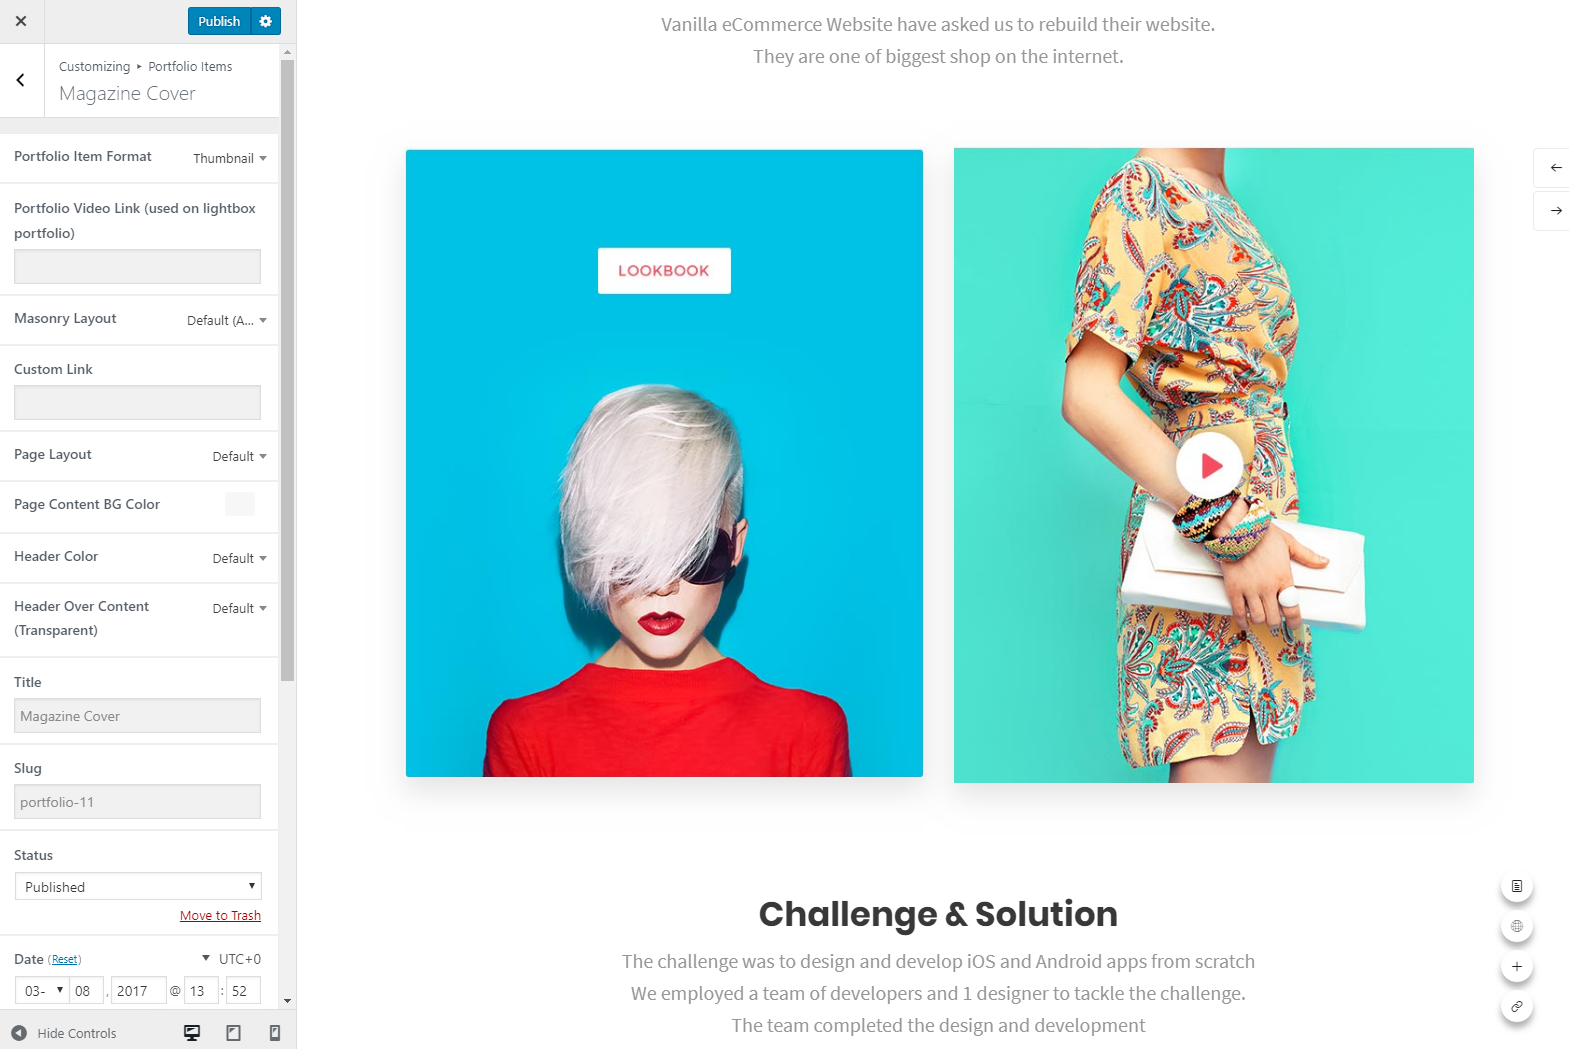 Publish
Customizing ▸ Portfolio Items
Magazine Cover
Portfolio Item Format
Thumbnail
Portfolio Video Link (used on lightbox
portfolio)
Masonry Layout
Default (A...
Custom Link
Page Layout
Default
Page Content BG Color
Header Color
Default
Header Over Content
(Transparent)
Default
Title
Magazine Cover
Slug
portfolio-11
Status
Published
Move to Trash
Date (Reset)
UTC+0
03- 08 , 2017 @ 13 : 52
Hide Controls
Vanilla eCommerce Website have asked us to rebuild their website.
They are one of biggest shop on the internet.
LOOKBOOK
Challenge & Solution
The challenge was to design and develop iOS and Android apps from scratch
We employed a team of developers and 1 designer to tackle the challenge.
The team completed the design and development